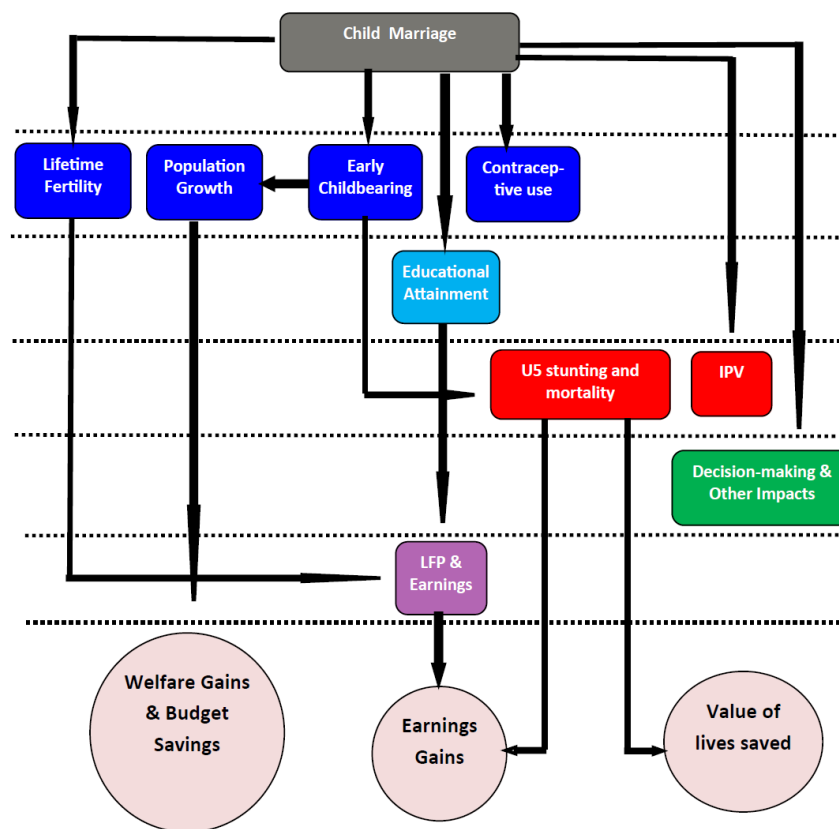 Child Marriage
Lifetime
Fertility
Population
Growth
Early
Childbearing
Contracep-
tive use
Educational
Attainment
U5 stunting and
mortality
IPV
Decision-making &
Other Impacts
LFP &
Earnings
Welfare Gains
& Budget
Savings
Earnings
Gains
Value of
lives saved